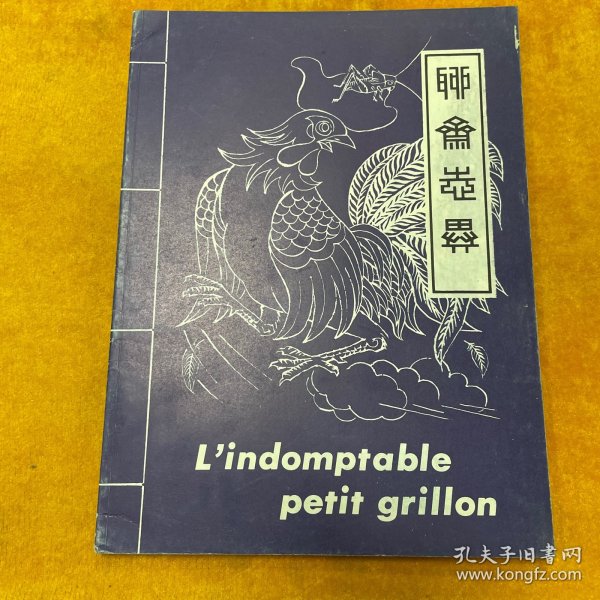 聊齋志異
L'indomptable
petit grillon
孔夫子旧书网
www.kongfz.com